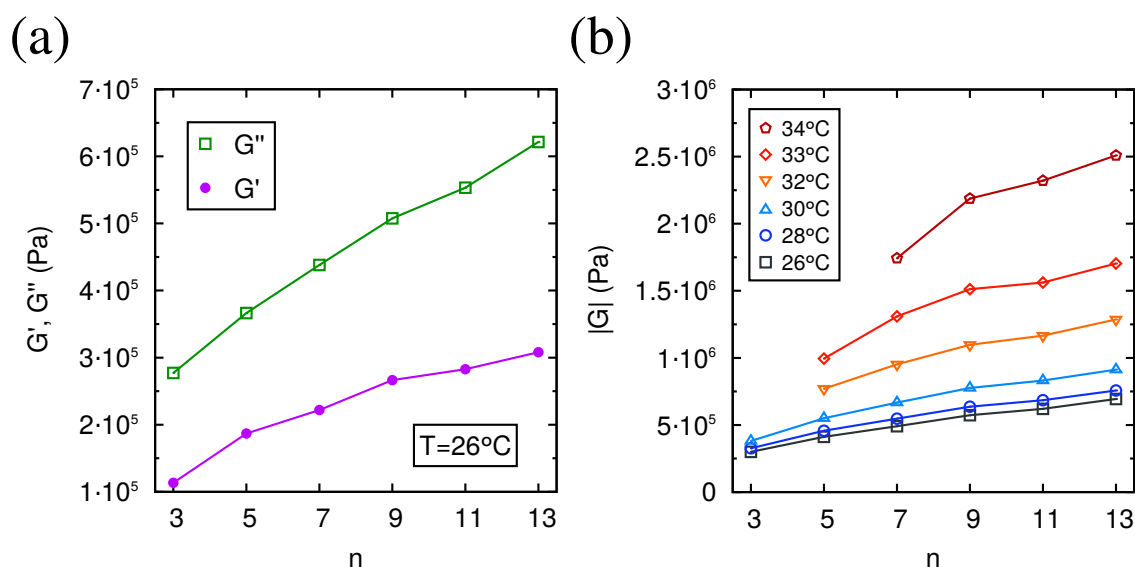 (a)
7·10⁵
6·10⁵
5·10⁵
4·10⁵
3·10⁵
2·10⁵
1·10⁵
G', G" (Pa)
G"
G'
T=26ºC
3 5 7 9 11 13
n
(b)
3·10⁶
2.5·10⁶
2·10⁶
1.5·10⁶
1·10⁶
5·10⁵
0
|G| (Pa)
34ºC
33ºC
32ºC
30ºC
28ºC
26ºC
3 5 7 9 11 13
n